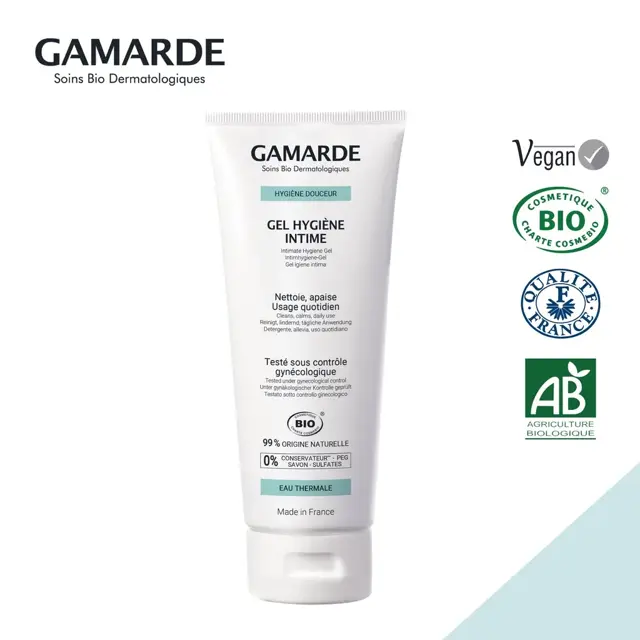 GAMARDE
Soins Bio Dermatologiques
GAMARDE
Soins Bio Dermatologiques
HYGIÈNE DOUCEUR
GEL HYGIÈNE
INTIME
Intimate Hygiene Gel
Intimhygiene-Gel
Gel igiene intima
Nettoie, apaise
Usage quotidien
Cleans, calms, daily use
Reinigt, lindernd, tägliche Anwendung
Detergente, allevia, uso quotidiano
Testé sous contrôle
gynécologique
Tested under gynecological control
Unter gynäkologischer Kontrolle geprüft
Testato sotto controllo ginecologico
BIO
99% ORIGINE NATURELLE
0% CONSERVATEUR** - PEG
SAVON - SULFATES
EAU THERMALE
Made in France
Vegan
COSMETIQUE
BIO
CHARTE COSMEBIO
®
QUALITE
F
FRANCE
AB
AGRICULTURE
BIOLOGIQUE